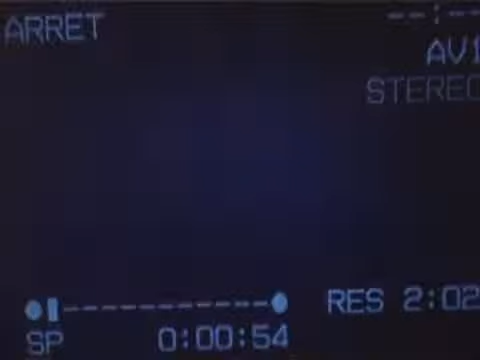 ARRET --:--
AV1
STEREO
RES 2:02
SP 0:00:54